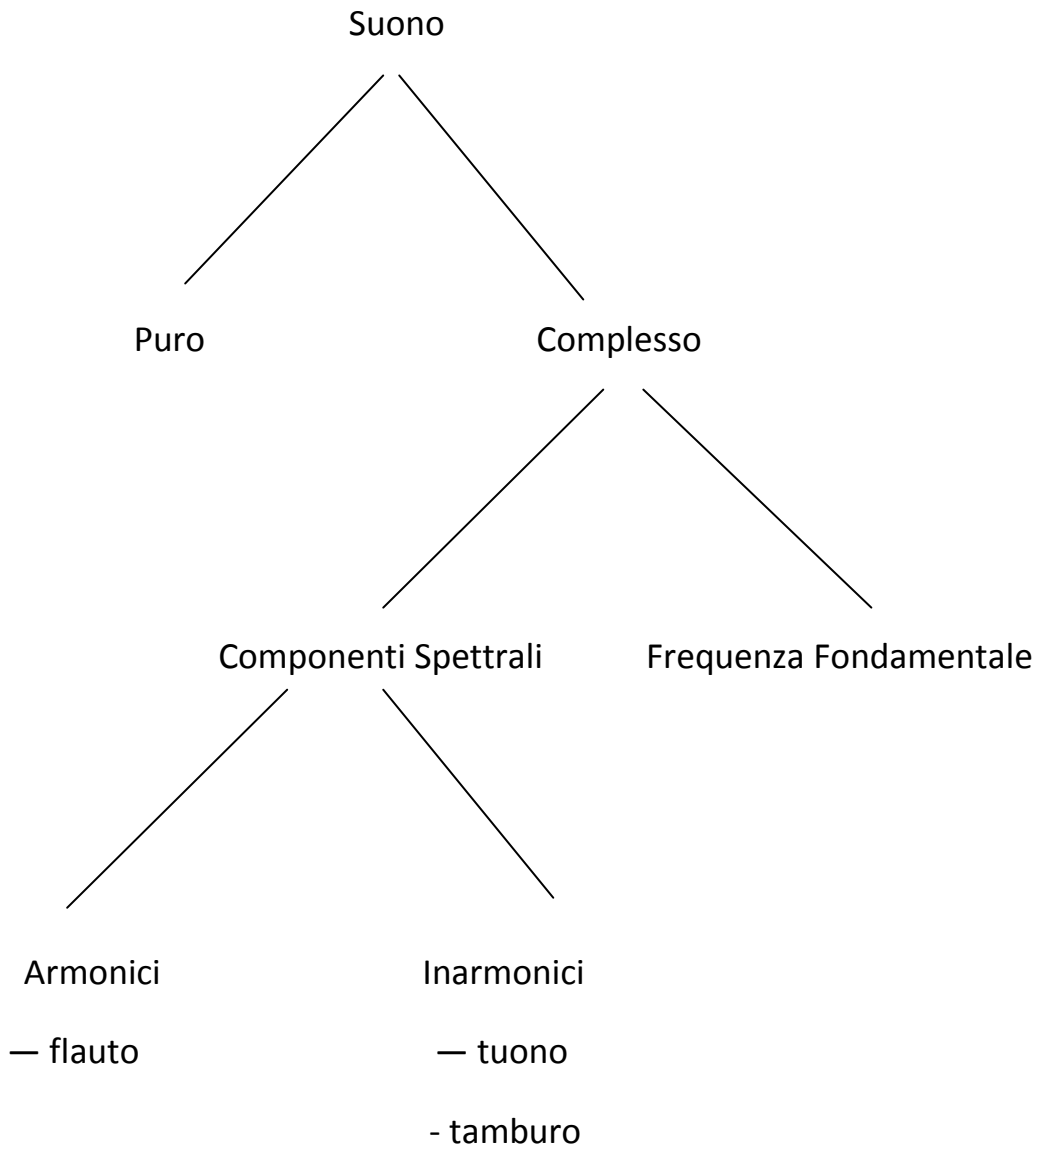 Suono
Puro Complesso
Componenti Spettrali Frequenza Fondamentale
Armonici Inarmonici
— flauto — tuono
- tamburo